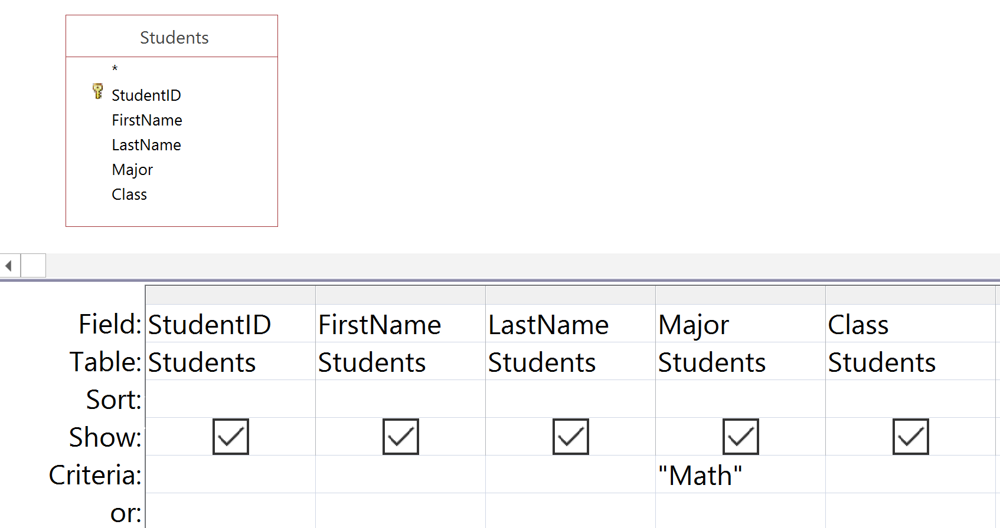 Students
*
StudentID
FirstName
LastName
Major
Class
Field: StudentID FirstName LastName Major Class
Table: Students Students Students Students Students
Sort:
Show:
Criteria: "Math"
or: